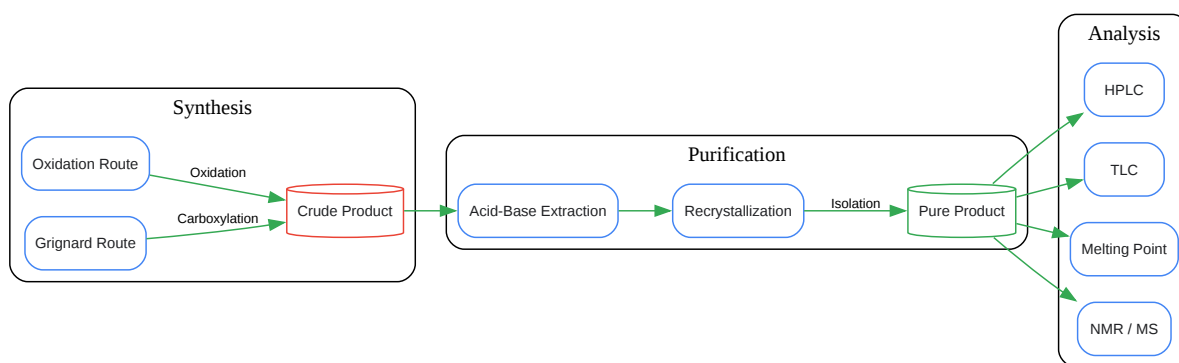 Synthesis
Oxidation Route
Grignard Route
Oxidation
Carboxylation
Crude Product
Purification
Acid-Base Extraction
Recrystallization
Isolation
Pure Product
Analysis
HPLC
TLC
Melting Point
NMR / MS